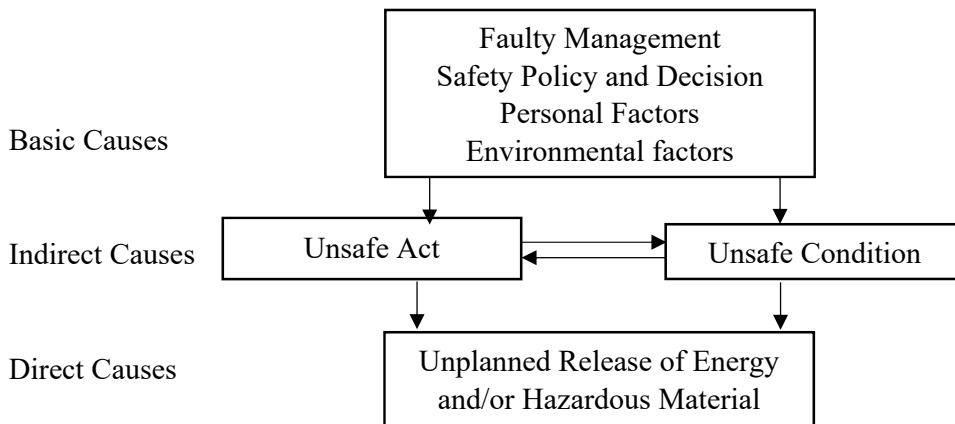 Faulty Management
Safety Policy and Decision
Personal Factors
Environmental factors
Basic Causes
Indirect Causes
Unsafe Act
Unsafe Condition
Direct Causes
Unplanned Release of Energy
and/or Hazardous Material